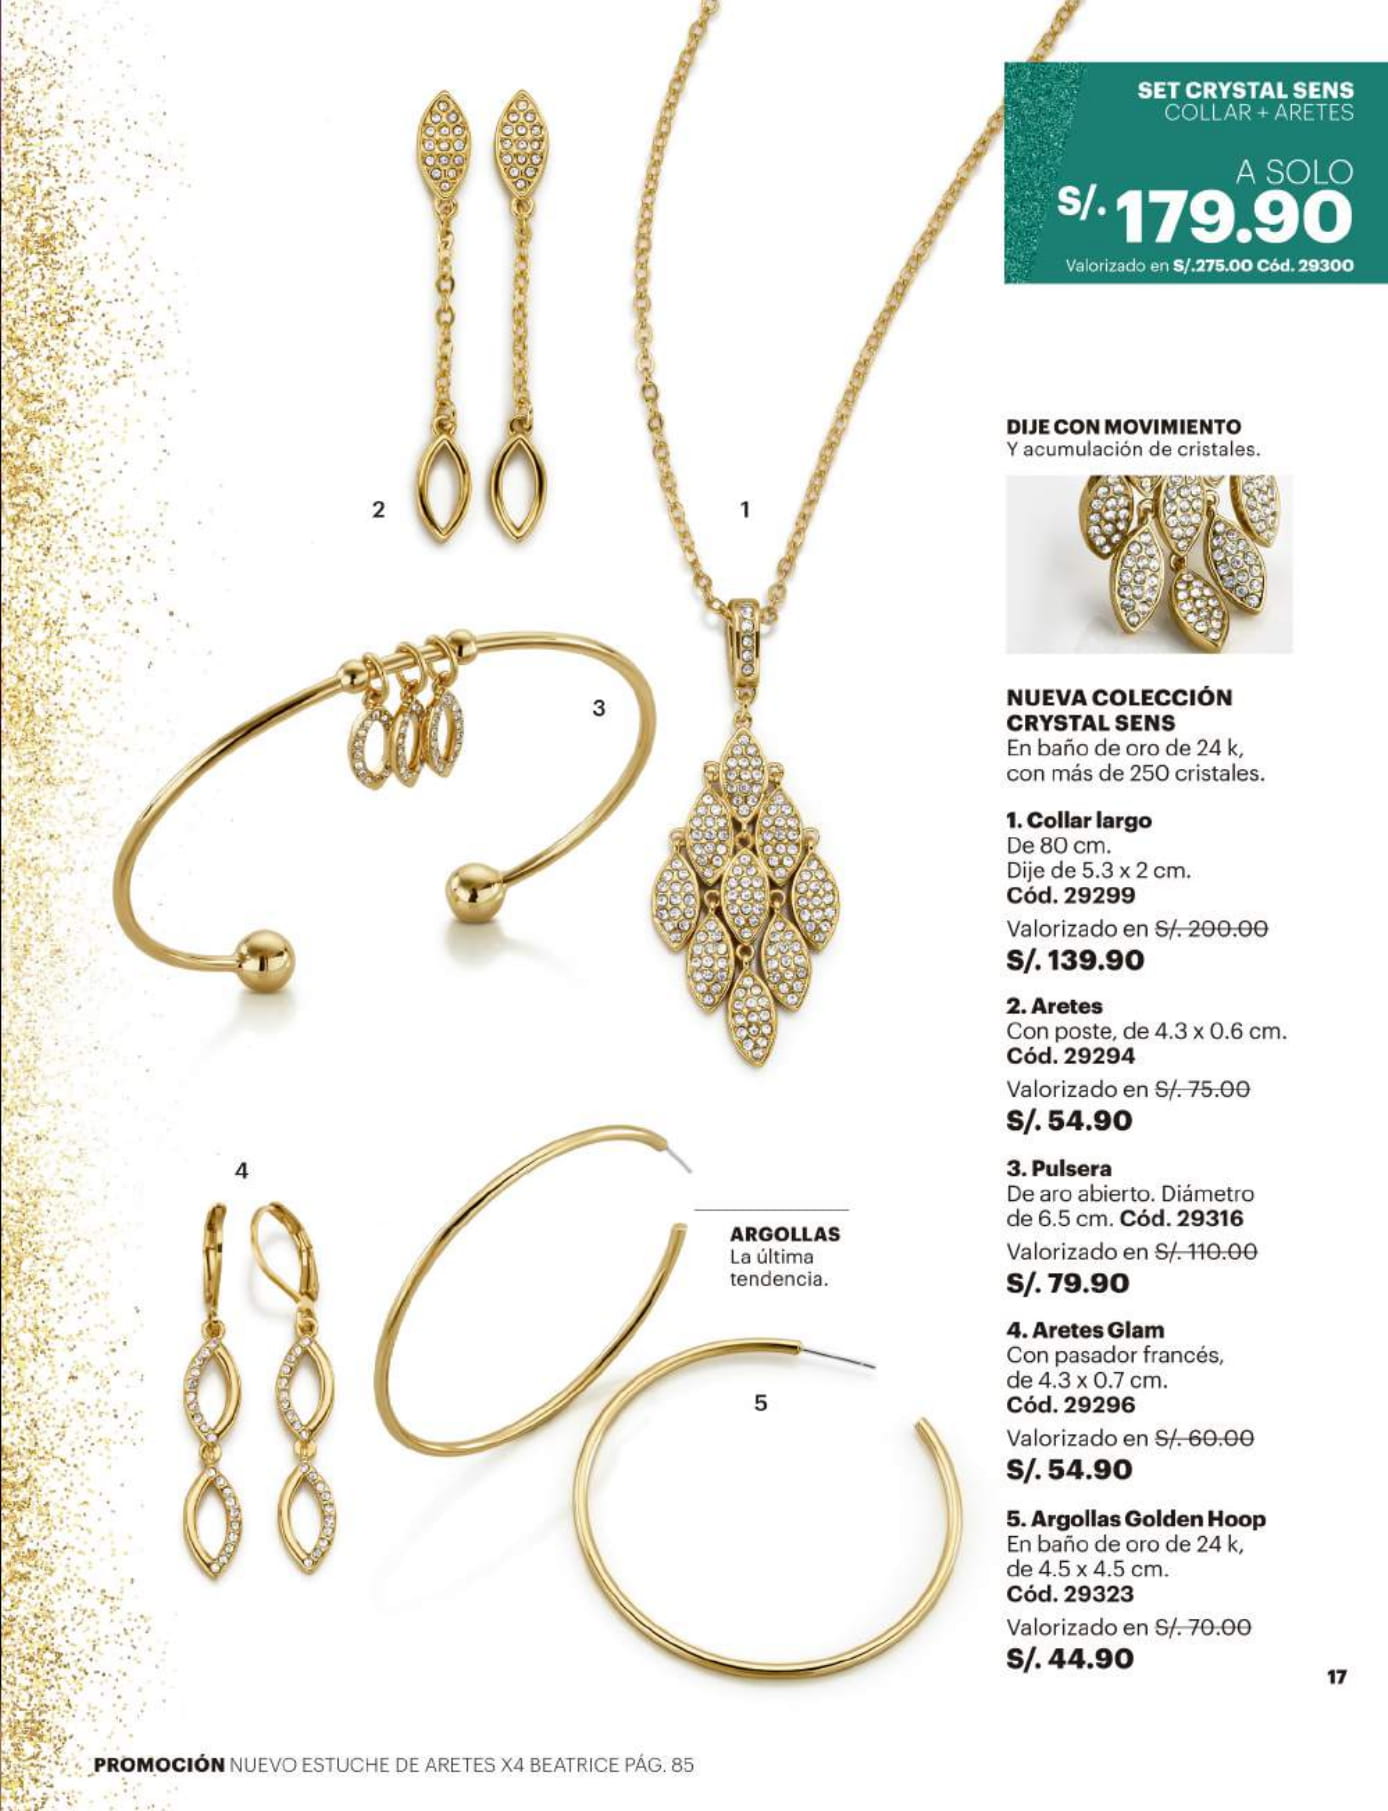 SET CRYSTAL SENS
COLLAR + ARETES
A SOLO
S/. 179.90
Valorizado en S/.275.00 Cód. 29300
2
1
DIJE CON MOVIMIENTO
Y acumulación de cristales.
3
NUEVA COLECCIÓN
CRYSTAL SENS
En baño de oro de 24 k,
con más de 250 cristales.
1. Collar largo
De 80 cm.
Dije de 5.3 x 2 cm.
Cód. 29299
Valorizado en S/. 200.00
S/. 139.90
2. Aretes
Con poste, de 4.3 x 0.6 cm.
Cód. 29294
Valorizado en S/. 75.00
S/. 54.90
3. Pulsera
De aro abierto. Diámetro
de 6.5 cm. Cód. 29316
Valorizado en S/. 110.00
S/. 79.90
4
ARGOLLAS
La última
tendencia.
5
4. Aretes Glam
Con pasador francés,
de 4.3 x 0.7 cm.
Cód. 29296
Valorizado en S/. 60.00
S/. 54.90
5. Argollas Golden Hoop
En baño de oro de 24 k,
de 4.5 x 4.5 cm.
Cód. 29323
Valorizado en S/. 70.00
S/. 44.90
17
PROMOCIÓN NUEVO ESTUCHE DE ARETES X4 BEATRICE PÁG. 85